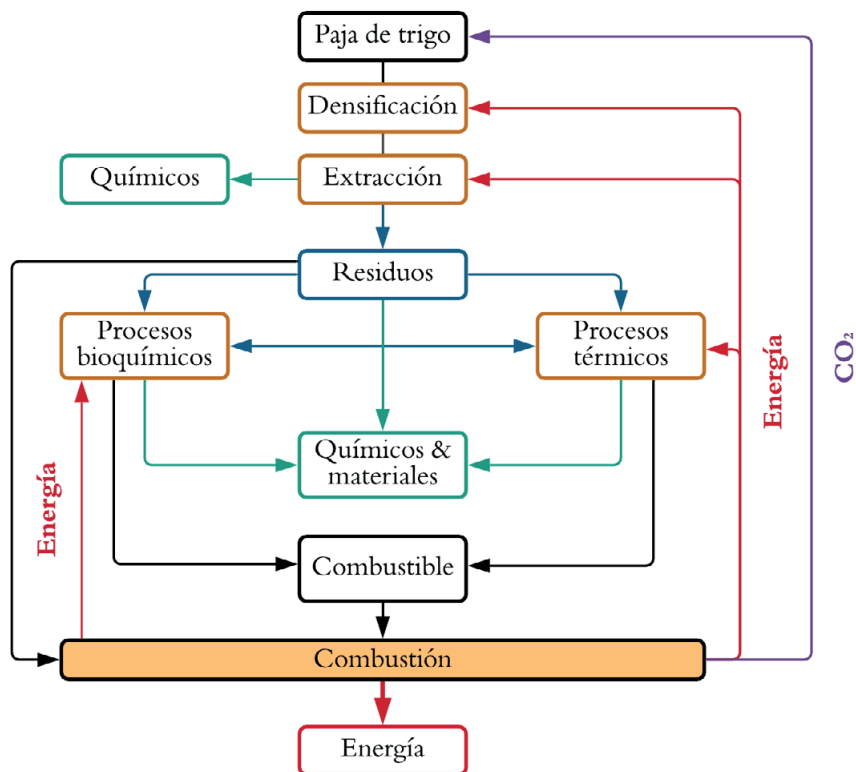 Paja de trigo
Densificación
Químicos
Extracción
Residuos
Procesos
bioquímicos
Procesos
térmicos
Químicos &
materiales
Energía
Energía
CO₂
Combustible
Combustión
Energía